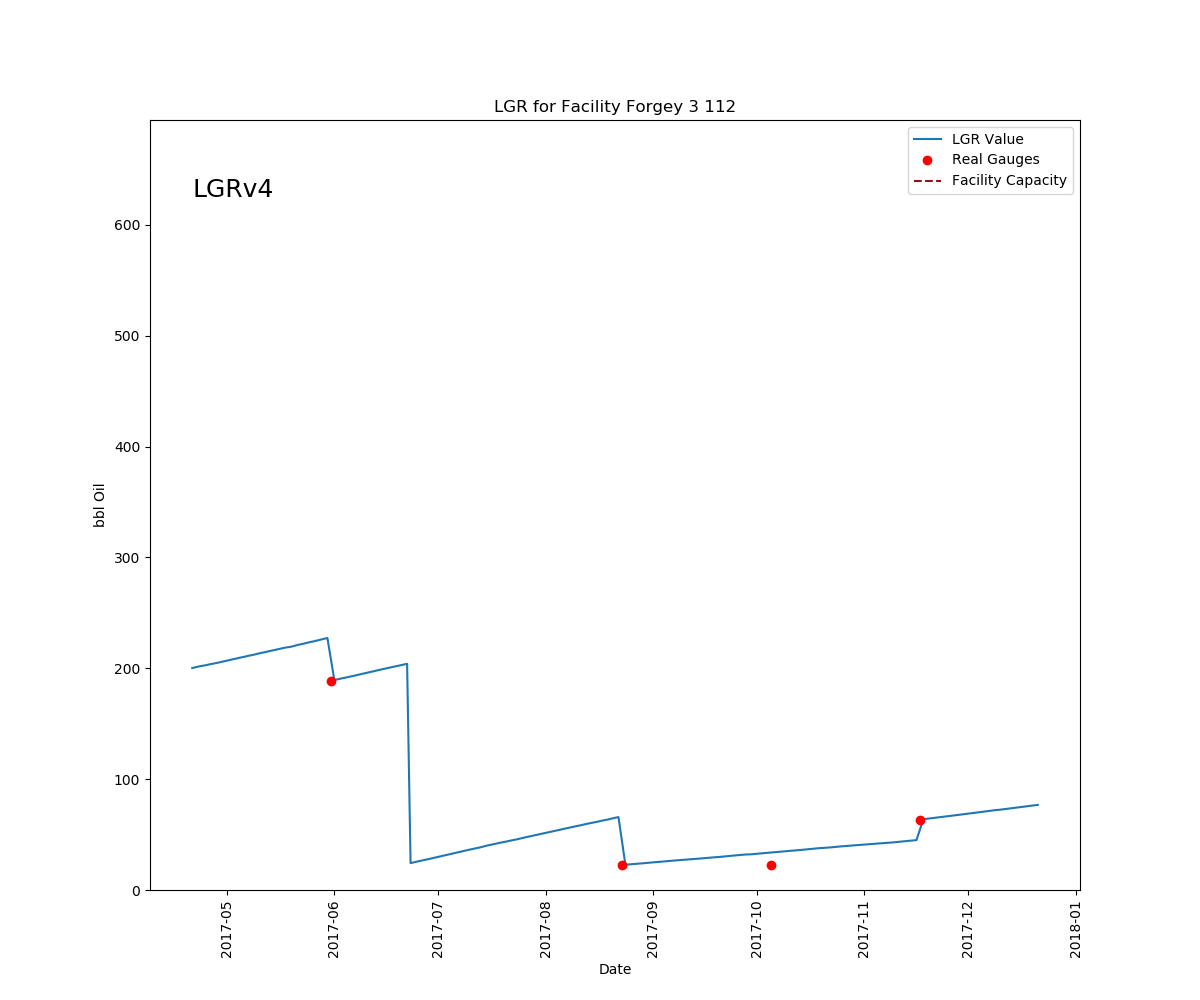 LGR for Facility Forgey 3 112
LGRv4
LGR Value
Real Gauges
Facility Capacity
600
500
400
300
200
100
0
bbl Oil
2017-05
2017-06
2017-07
2017-08
2017-09
2017-10
2017-11
2017-12
2018-01
Date